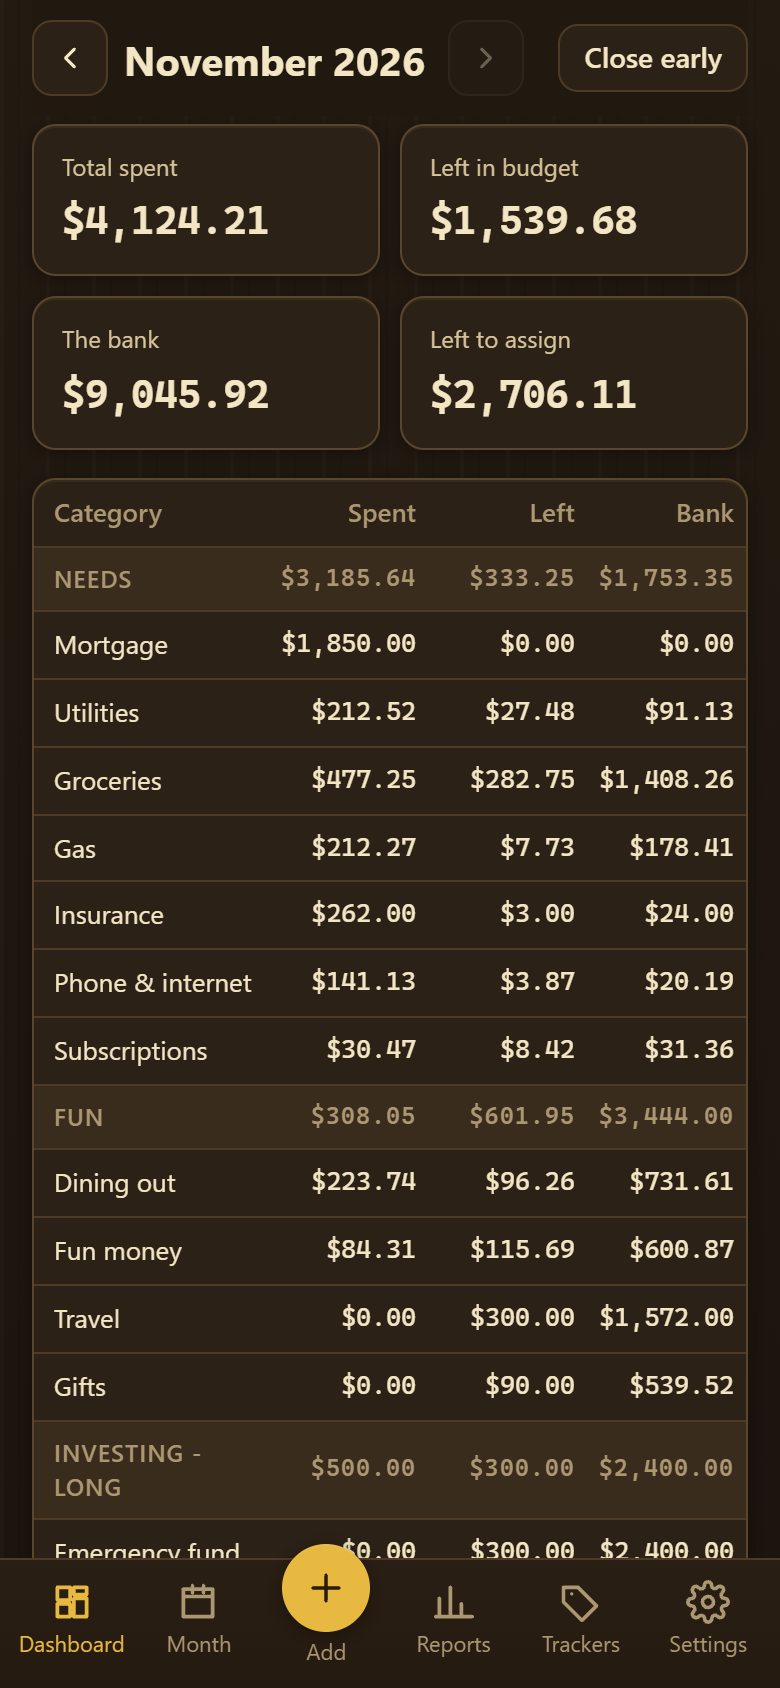 November 2026
Close early
Total spent
$4,124.21
Left in budget
$1,539.68
The bank
$9,045.92
Left to assign
$2,706.11
Category Spent Left Bank
NEEDS $3,185.64 $333.25 $1,753.35
Mortgage $1,850.00 $0.00 $0.00
Utilities $212.52 $27.48 $91.13
Groceries $477.25 $282.75 $1,408.26
Gas $212.27 $7.73 $178.41
Insurance $262.00 $3.00 $24.00
Phone & internet $141.13 $3.87 $20.19
Subscriptions $30.47 $8.42 $31.36
FUN $308.05 $601.95 $3,444.00
Dining out $223.74 $96.26 $731.61
Fun money $84.31 $115.69 $600.87
Travel $0.00 $300.00 $1,572.00
Gifts $0.00 $90.00 $539.52
INVESTING -
LONG $500.00 $300.00 $2,400.00
Emergency fund $0.00 $300.00 $2,400.00
Dashboard
Month
Add
Reports
Trackers
Settings